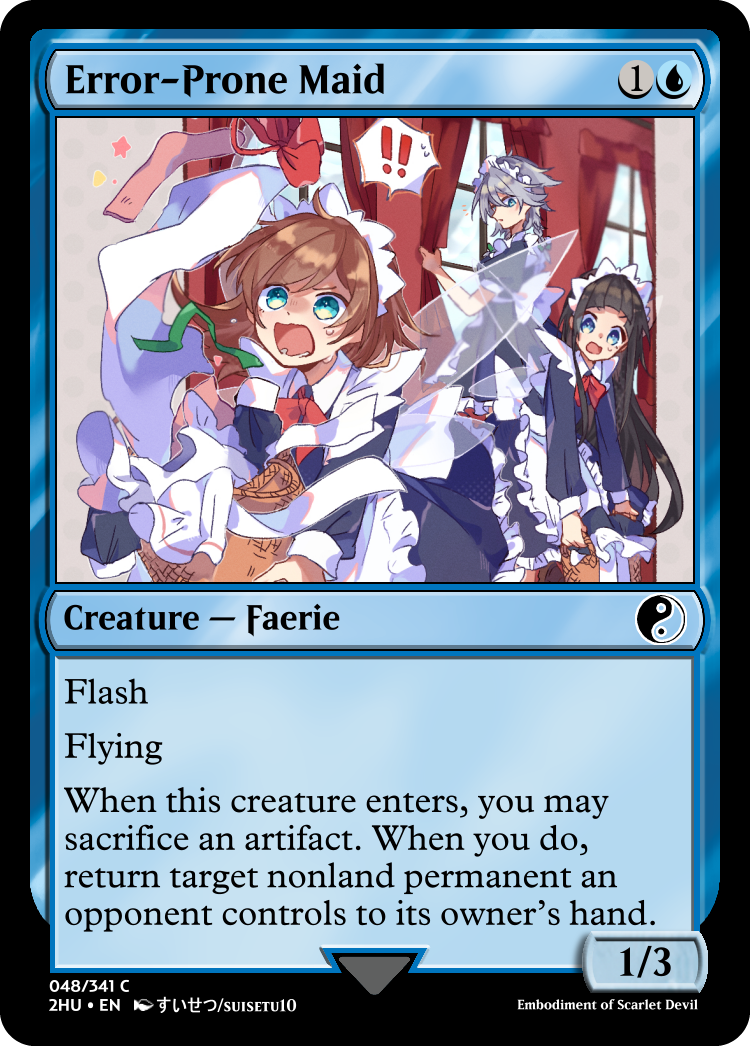 Error-Prone Maid
1
!!
Creature — Faerie
Flash
Flying
When this creature enters, you may
sacrifice an artifact. When you do,
return target nonland permanent an
opponent controls to its owner's hand.
1/3
048/341 C
2HU • EN すいせつ/SUISETU10
Embodiment of Scarlet Devil